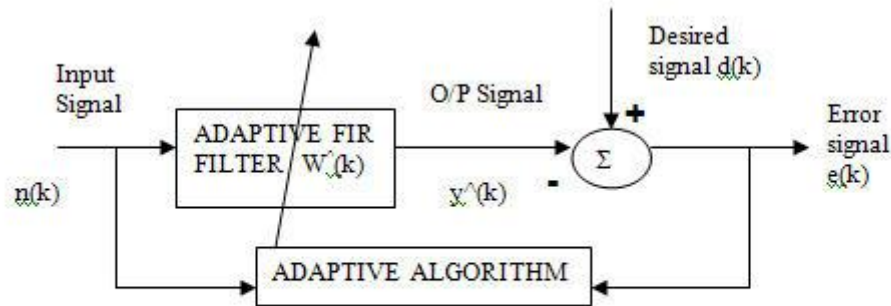 Input
Signal
n(k)
ADAPTIVE FIR
FILTER W^(k)
O/P Signal
y^(k)
Desired
signal d(k)
+
-
Σ
Error
signal
e(k)
ADAPTIVE ALGORITHM